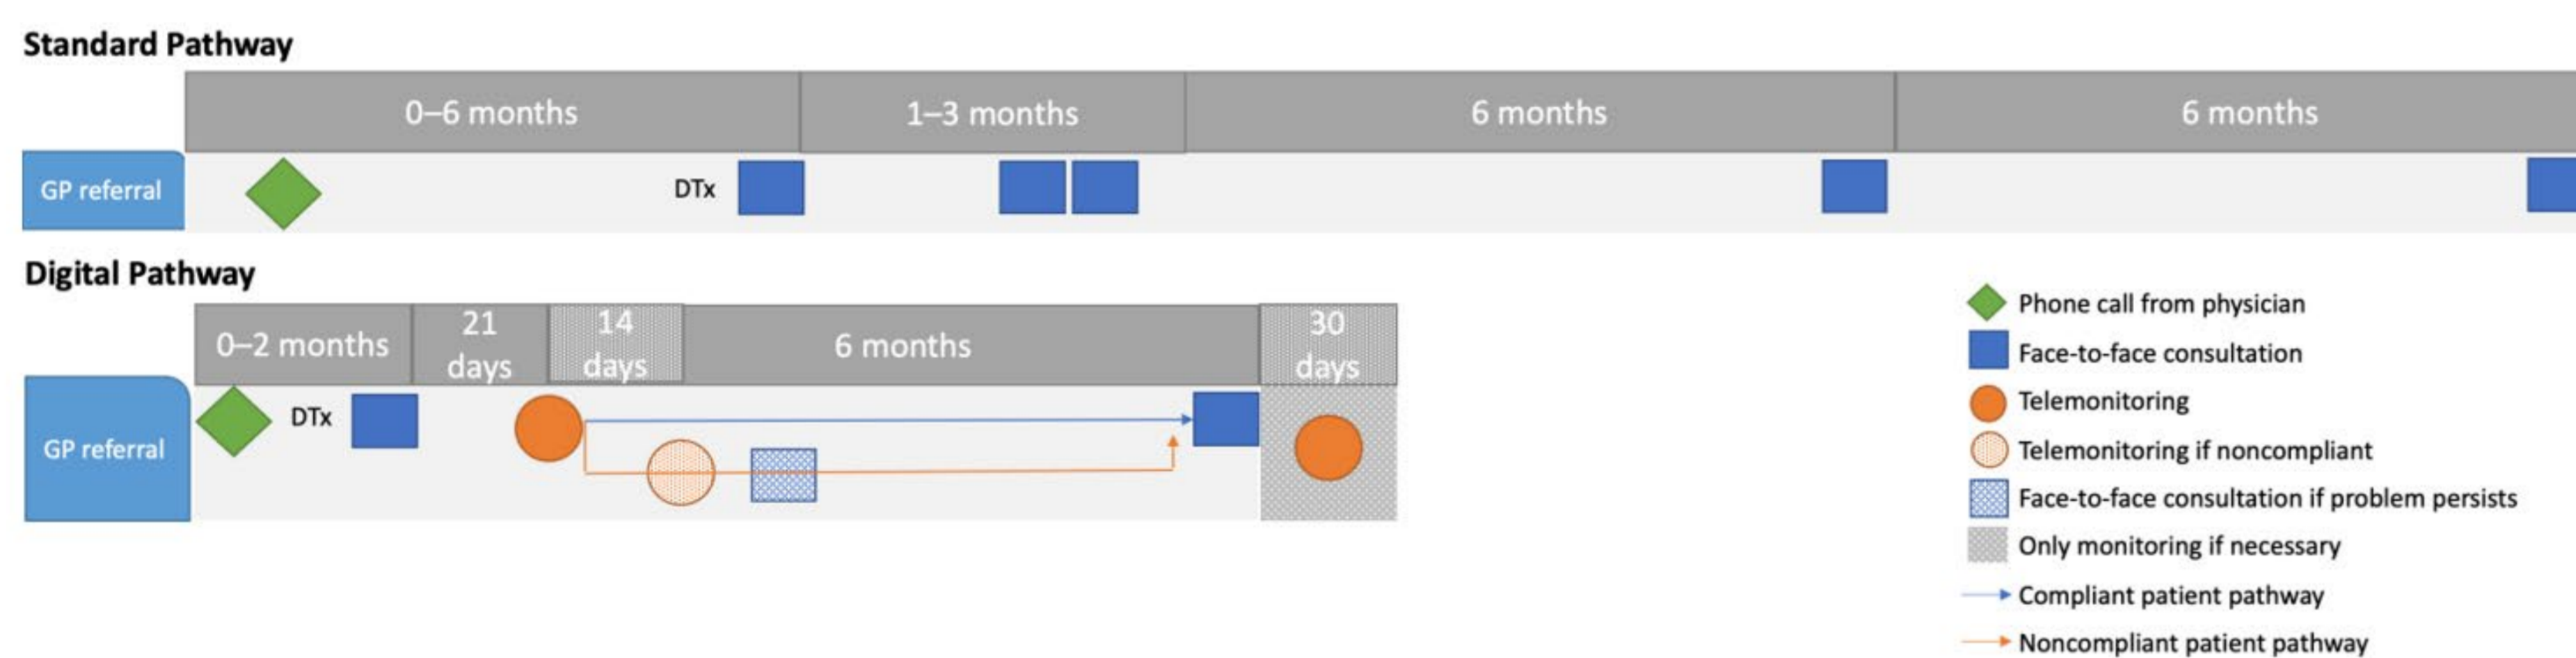 Standard Pathway
0–6 months
1–3 months
6 months
6 months
GP referral
DTx
Digital Pathway
0–2 months
21
days
14
days
6 months
30
days
GP referral
DTx
Phone call from physician
Face-to-face consultation
Telemonitoring
Telemonitoring if noncompliant
Face-to-face consultation if problem persists
Only monitoring if necessary
Compliant patient pathway
Noncompliant patient pathway